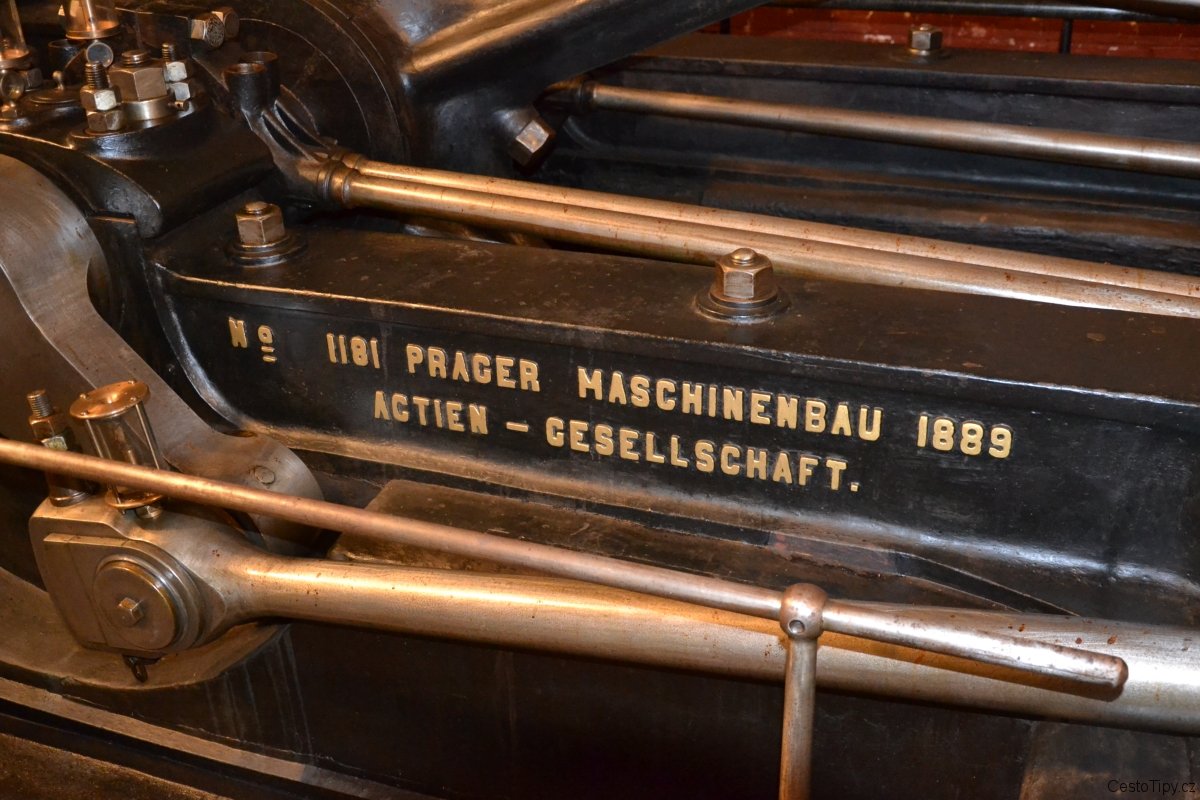 Nº 1181 PRAGER MASCHINENBAU 1889
ACTIEN – GESELLSCHAFT.
CestoTipy.cz